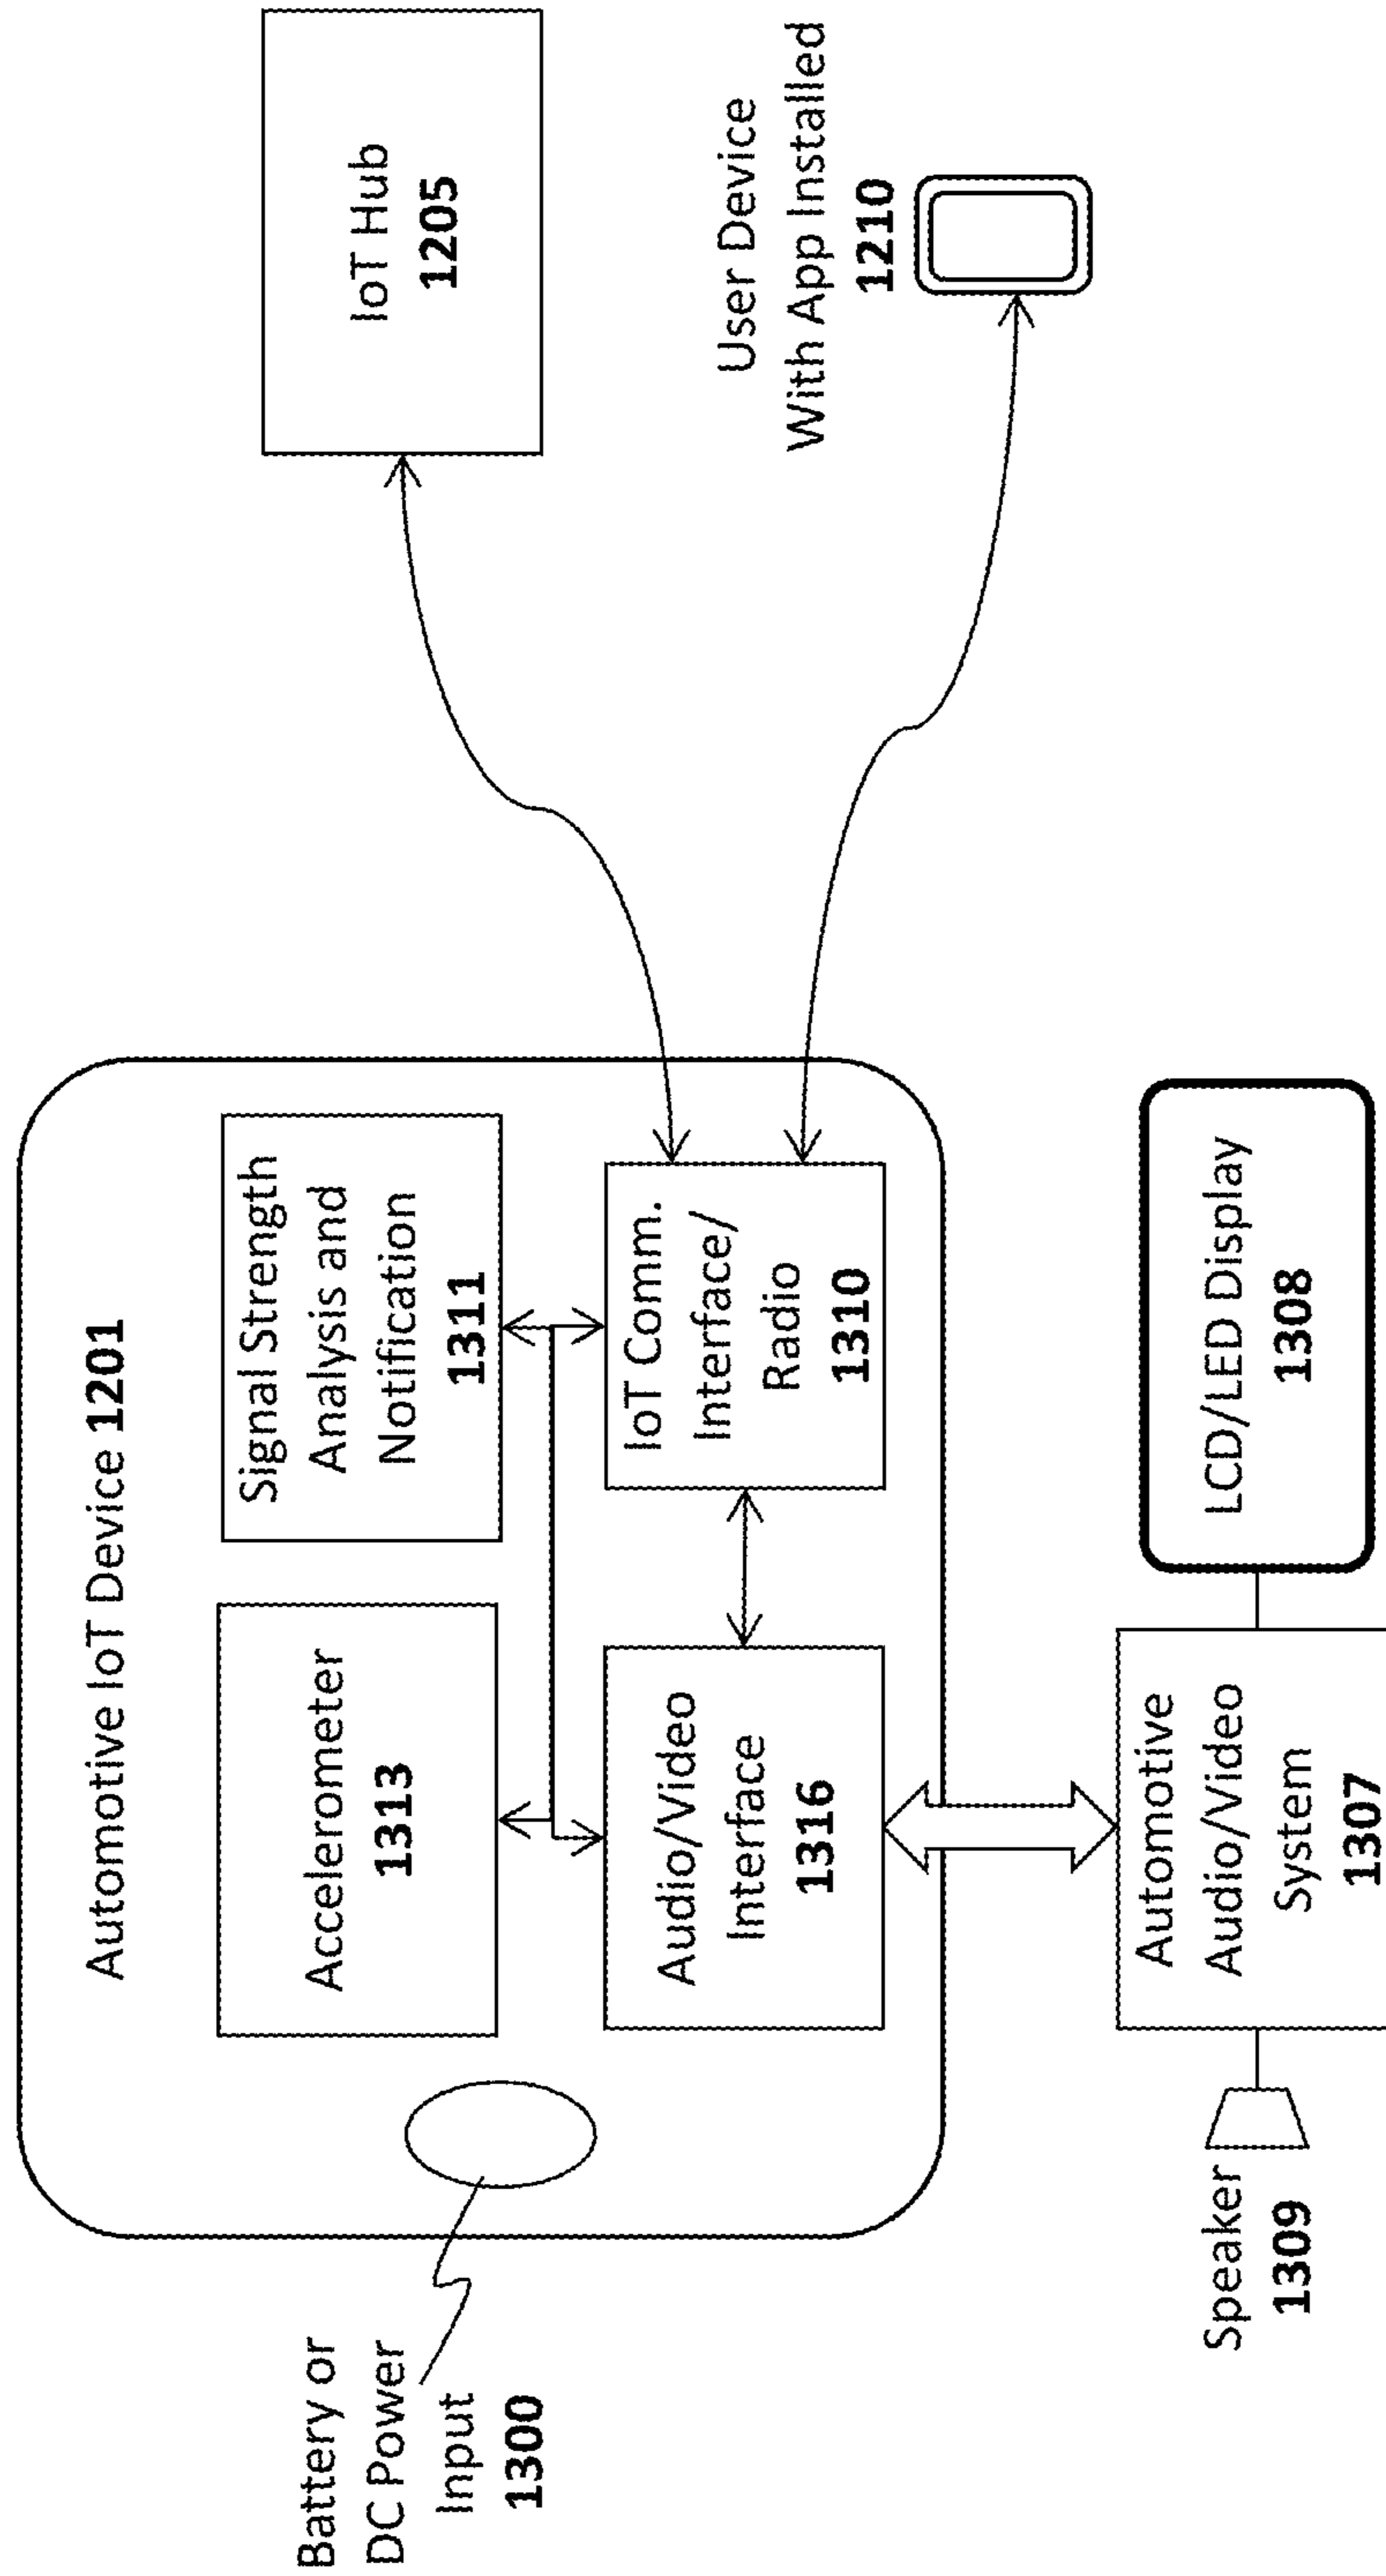 Automotive IoT Device 1201
Battery or
DC Power
Input
1300
Accelerometer
1313
Signal Strength
Analysis and
Notification
1311
Audio/Video
Interface
1316
IoT Comm.
Interface/
Radio
1310
IoT Hub
1205
User Device
With App Installed
1210
Speaker
1309
Automotive
Audio/Video
System
1307
LCD/LED Display
1308